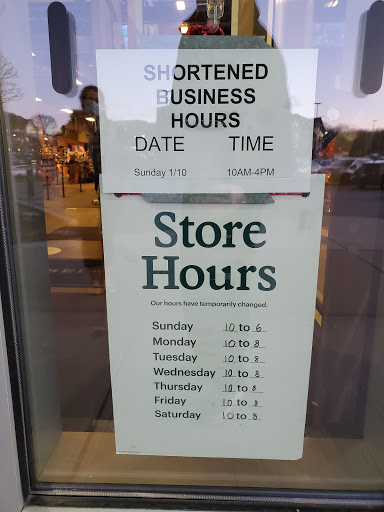 SHORTENED
BUSINESS
HOURS
DATE TIME
Sunday 1/10 10AM-4PM
Store
Hours
Our hours have temporarily changed.
Sunday 10 to 6
Monday 10 to 8
Tuesday 10 to 8
Wednesday 10 to 8
Thursday 10 to 8
Friday 10 to 8
Saturday 10 to 8